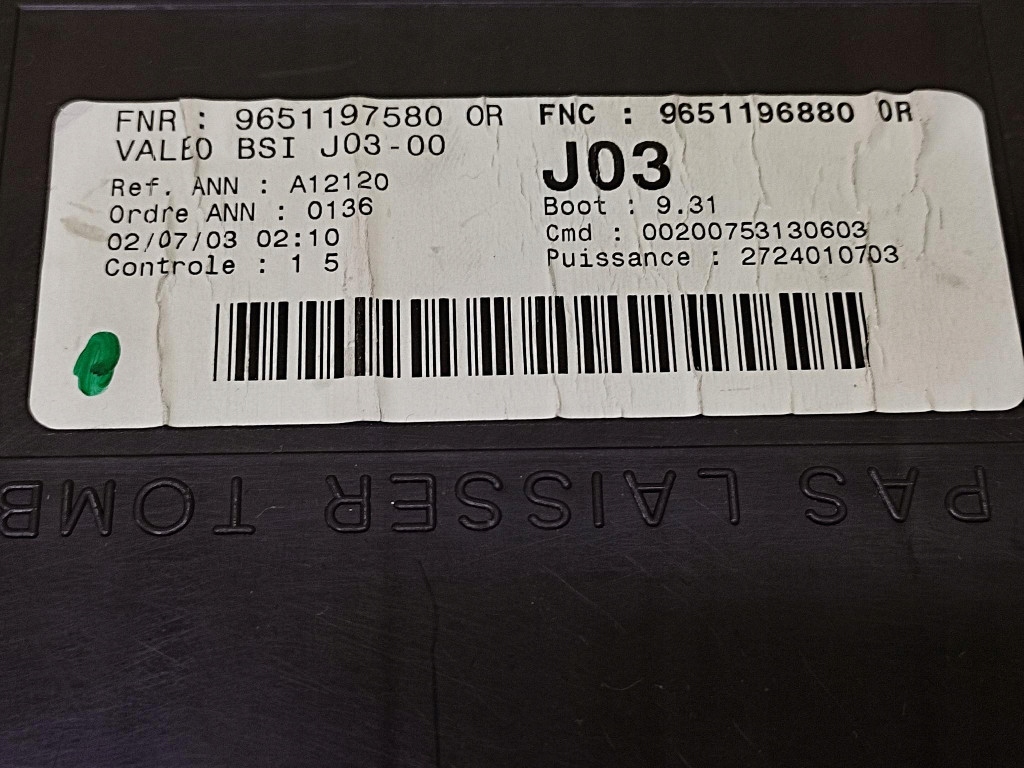 FNR : 9651197580 0R FNC : 9651196880 0R
VALEO BSI J03-00
J03
Ref. ANN : A12120
Ordre ANN : 0136
02/07/03 02:10
Controle : 1 5
Boot : 9.31
Cmd : 00200753130603
Puissance : 2724010703
PAS LAISSER TOMB